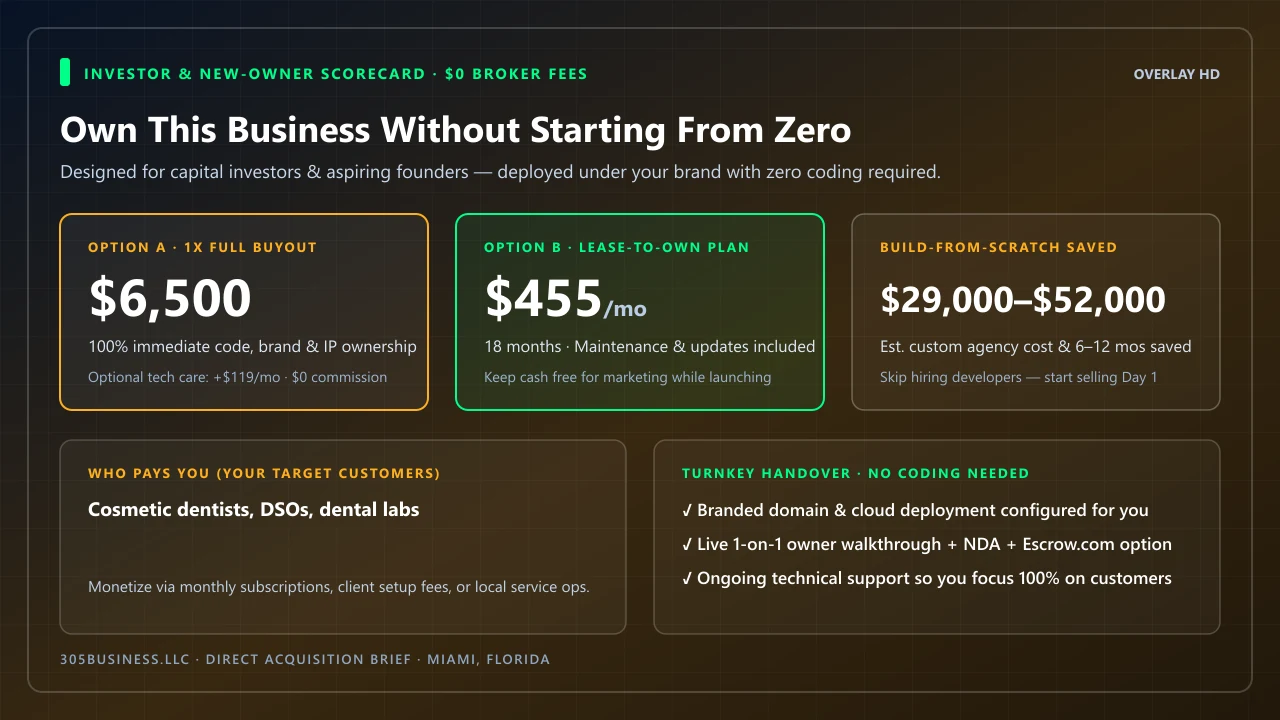 INVESTOR & NEW-OWNER SCORECARD · $0 BROKER FEES
OVERLAY HD
Own This Business Without Starting From Zero
Designed for capital investors & aspiring founders — deployed under your brand with zero coding required.
OPTION A · 1X FULL BUYOUT
$6,500
100% immediate code, brand & IP ownership
Optional tech care: +$119/mo · $0 commission
OPTION B · LEASE-TO-OWN PLAN
$455/mo
18 months · Maintenance & updates included
Keep cash free for marketing while launching
BUILD-FROM-SCRATCH SAVED
$29,000–$52,000
Est. custom agency cost & 6–12 mos saved
Skip hiring developers — start selling Day 1
WHO PAYS YOU (YOUR TARGET CUSTOMERS)
Cosmetic dentists, DSOs, dental labs
Monetize via monthly subscriptions, client setup fees, or local service ops.
TURNKEY HANDOVER · NO CODING NEEDED
✓ Branded domain & cloud deployment configured for you
✓ Live 1-on-1 owner walkthrough + NDA + Escrow.com option
✓ Ongoing technical support so you focus 100% on customers
305BUSINESS.LLC · DIRECT ACQUISITION BRIEF · MIAMI, FLORIDA